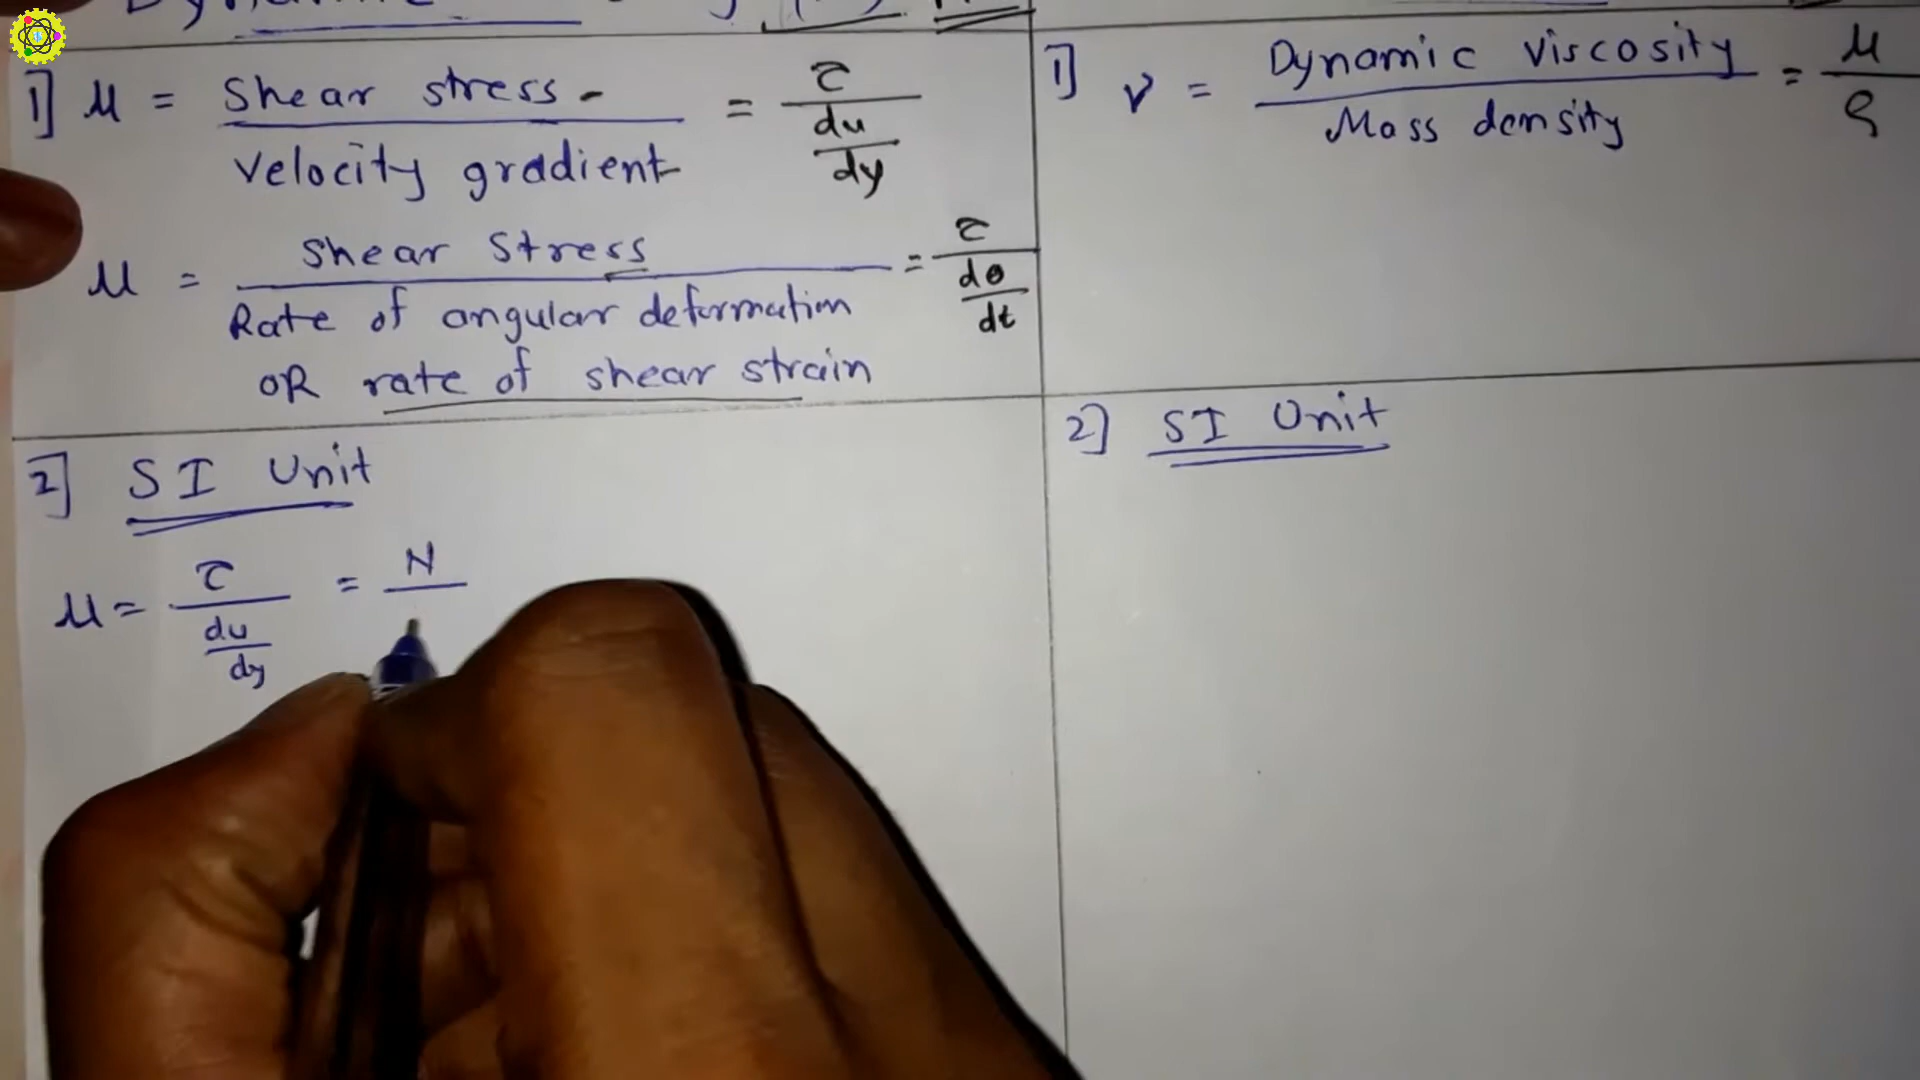 1] μ = Shear stress = τ
Velocity gradient du
dy
μ = Shear Stress = τ
Rate of angular deformation dθ
OR rate of shear strain dt
2] SI Unit
μ = τ = N
du
dy
1] ν = Dynamic Viscosity = μ
Mass density ρ
2] SI Unit